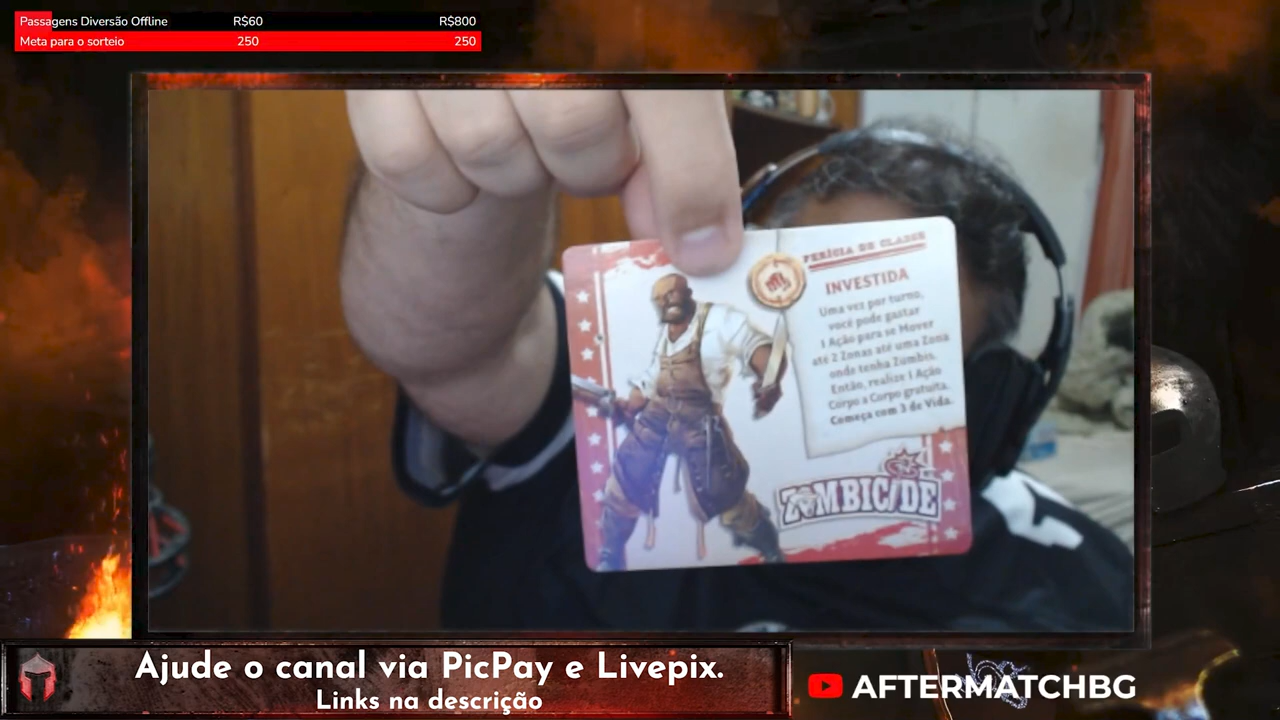 Passagens Diversão Offline R$60 R$800
Meta para o sorteio 250 250
PERÍCIA DE CLASSE
INVESTIDA
Uma vez por turno,
você pode gastar
1 Ação para se Mover
até 2 Zonas até uma Zona
onde tenha Zumbis.
Então, realize 1 Ação
Corpo a Corpo gratuita.
Começa com 3 de Vida.
ZOMBICIDE
Ajude o canal via PicPay e Livepix.
Links na descrição
AFTERMATCHBG